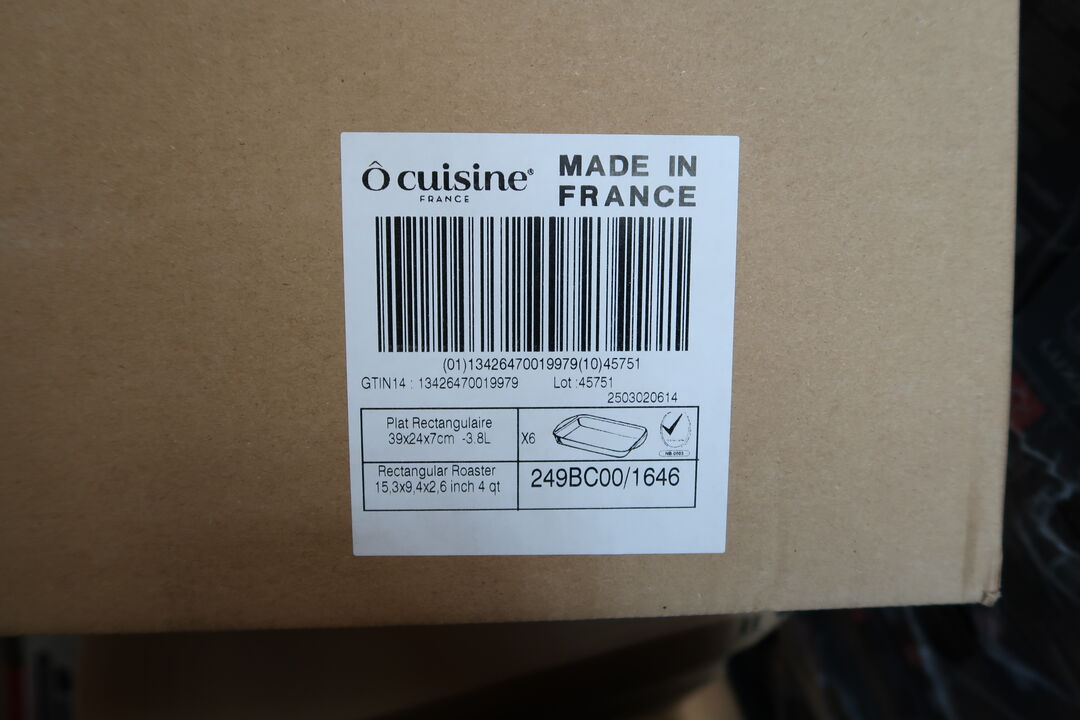 Ô cuisine®
FRANCE
MADE IN
FRANCE
(01)13426470019979(10)45751
GTIN14 : 13426470019979 Lot :45751
2503020614
Plat Rectangulaire
39x24x7cm -3.8L
X6
Rectangular Roaster
15,3x9,4x2,6 inch 4 qt
249BC00/1646